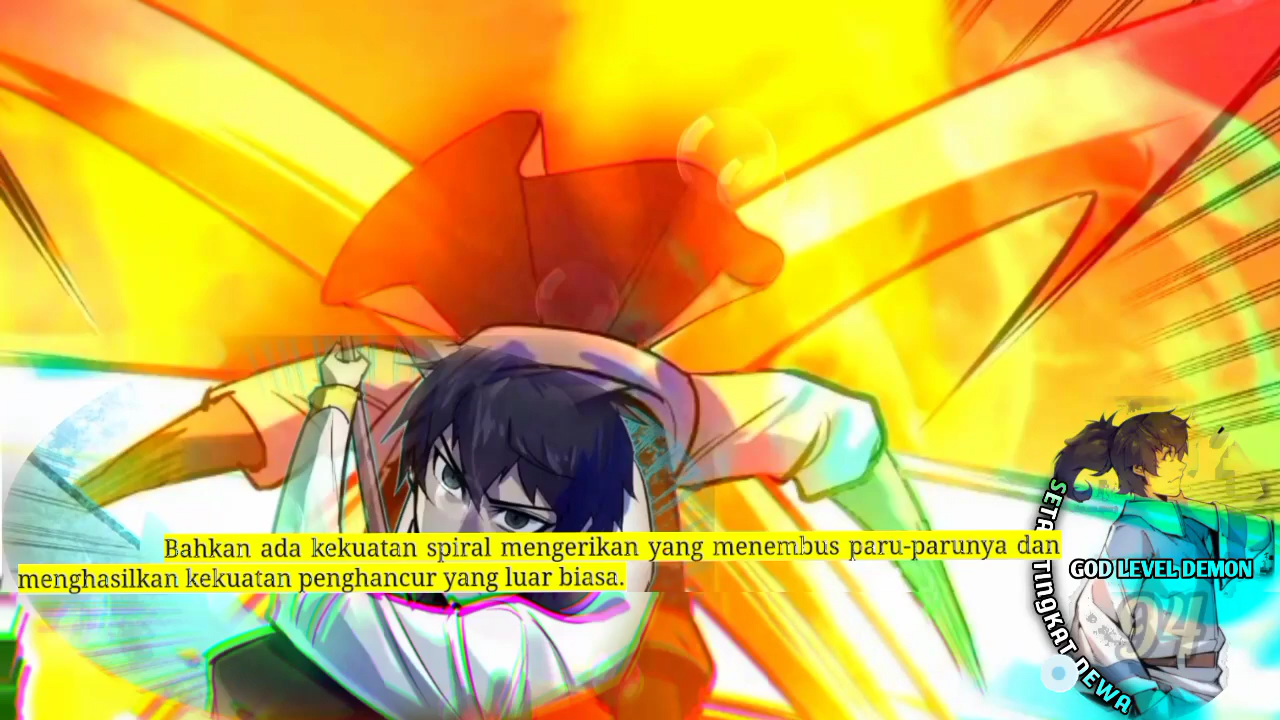 Bahkan ada kekuatan spiral mengerikan yang menembus paru-parunya dan
menghasilkan kekuatan penghancur yang luar biasa.
GOD LEVEL DEMON
94
SETAN TINGKAT DEWA